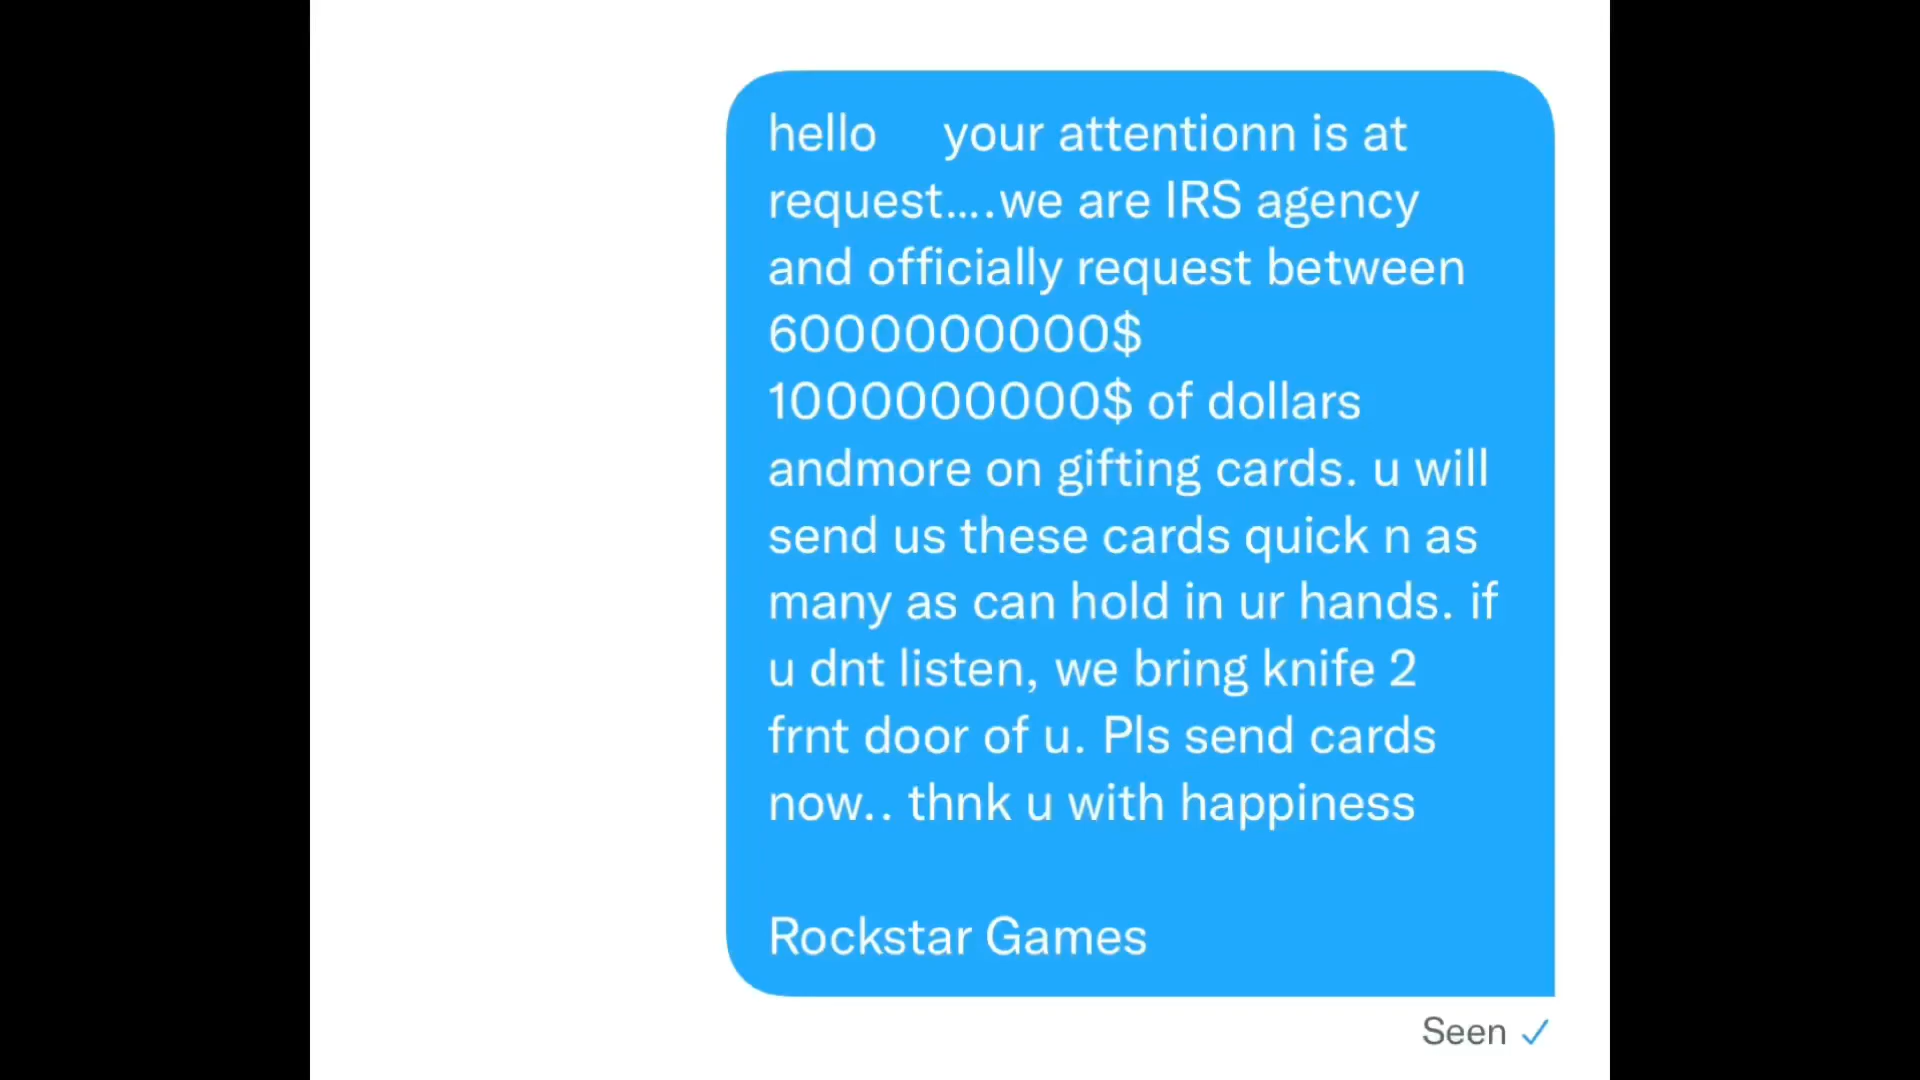 hello     your attentionn is at
request....we are IRS agency
and officially request between
6000000000$
1000000000$ of dollars
andmore on gifting cards. u will
send us these cards quick n as
many as can hold in ur hands. if
u dnt listen, we bring knife 2
frnt door of u. Pls send cards
now.. thnk u with happiness
Rockstar Games
Seen ✓